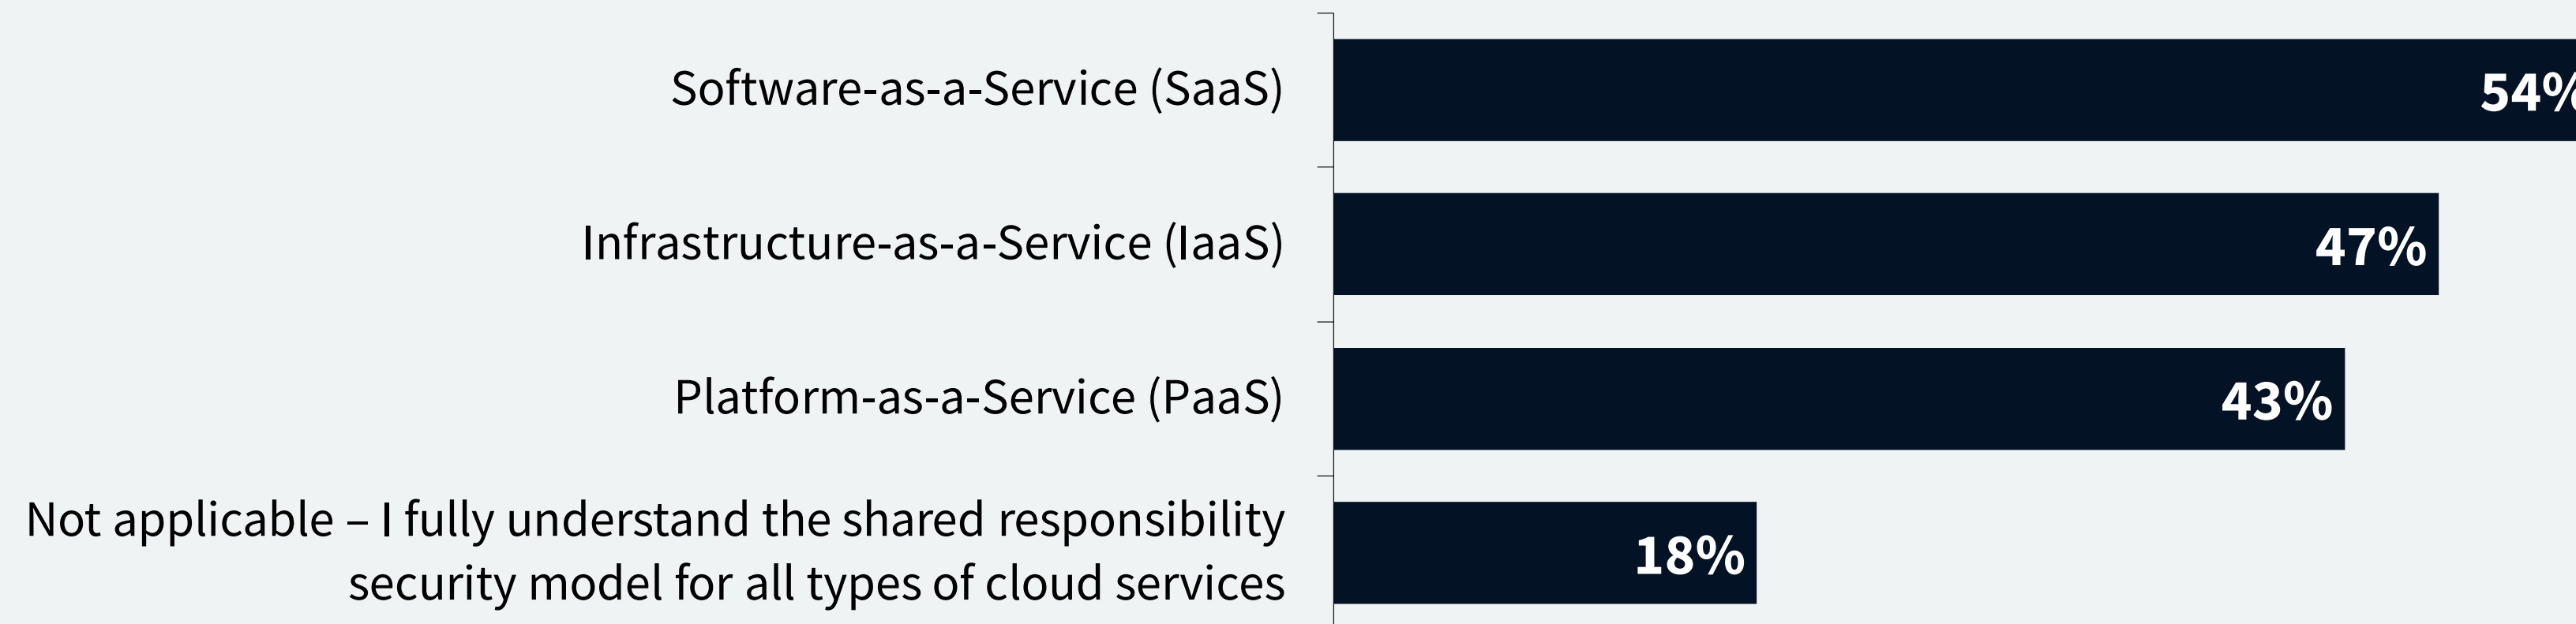 Software-as-a-Service (SaaS)
54%
Infrastructure-as-a-Service (IaaS)
47%
Platform-as-a-Service (PaaS)
43%
Not applicable – I fully understand the shared responsibility
security model for all types of cloud services
18%